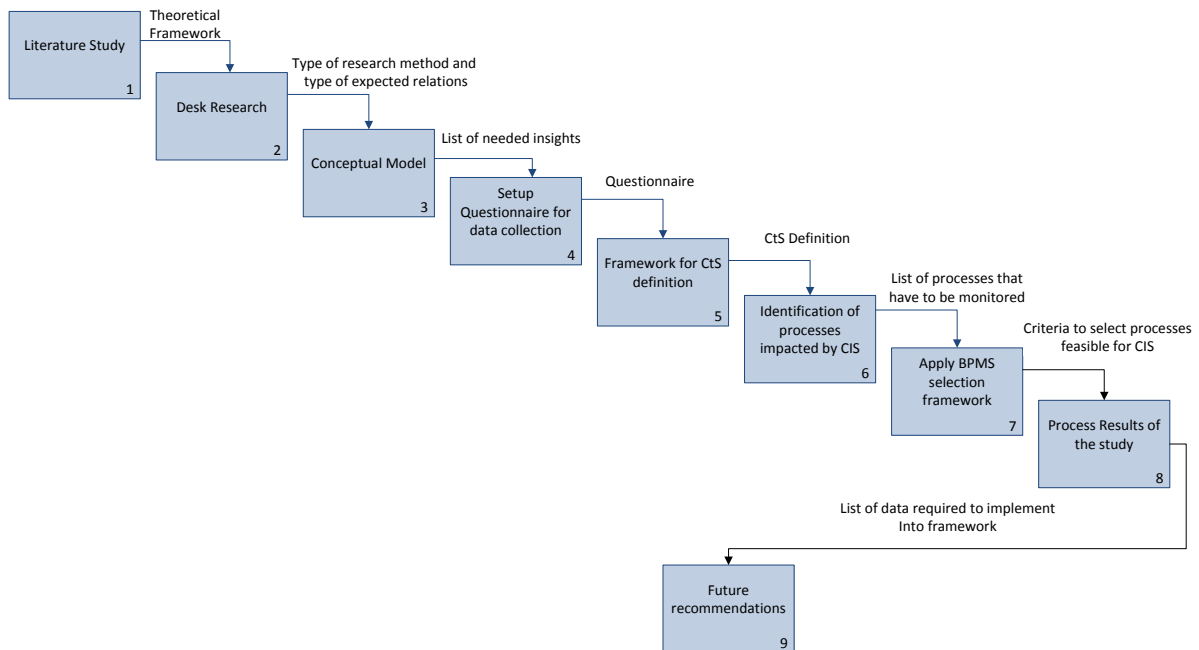 Literature Study
1
Theoretical
Framework
Desk Research
2
Type of research method and
type of expected relations
Conceptual Model
3
List of needed insights
Setup
Questionnaire for
data collection
4
Questionnaire
Framework for CtS
definition
5
CtS Definition
Identification of
processes
impacted by CIS
6
List of processes that
have to be monitored
Apply BPMS
selection
framework
7
Criteria to select processes
feasible for CIS
Process Results of
the study
8
List of data required to implement
Into framework
Future
recommendations
9